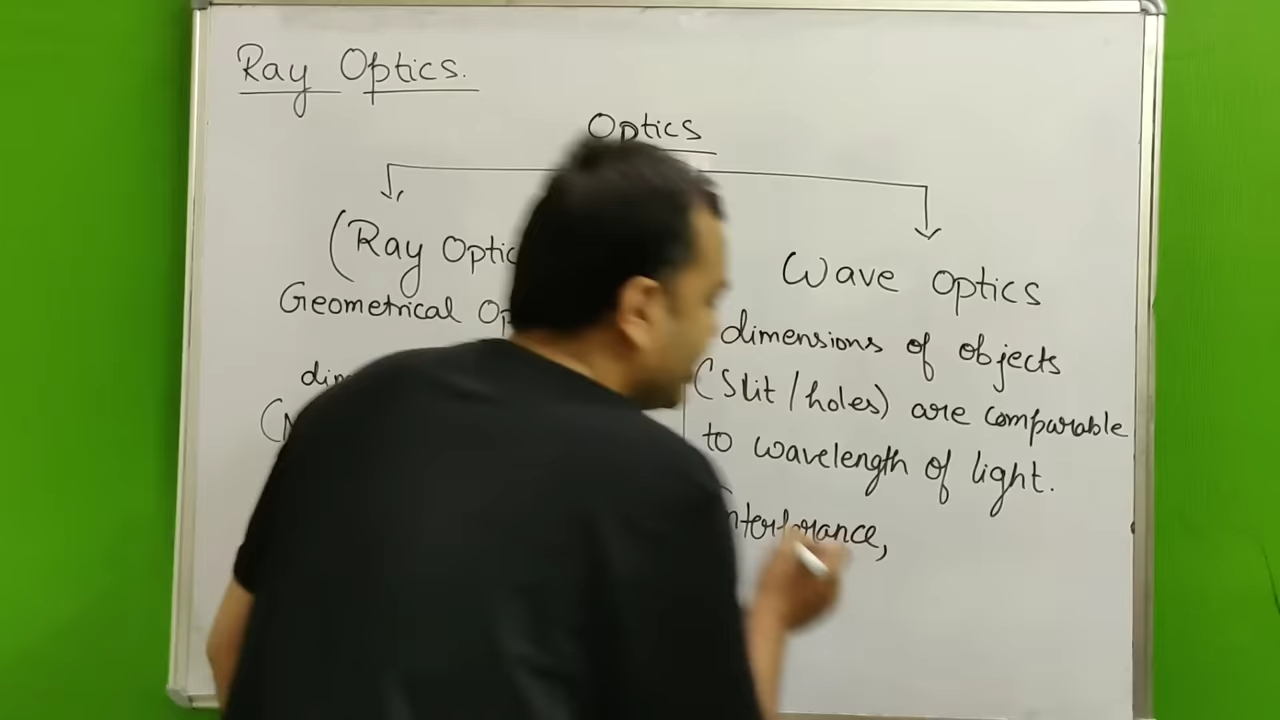 Ray Optics.
Optics
(Ray Optic
Geometrical Op
dim
(N
Wave Optics
dimensions of objects
(Slit/holes) are comparable
to wavelength of light.
Interferance,